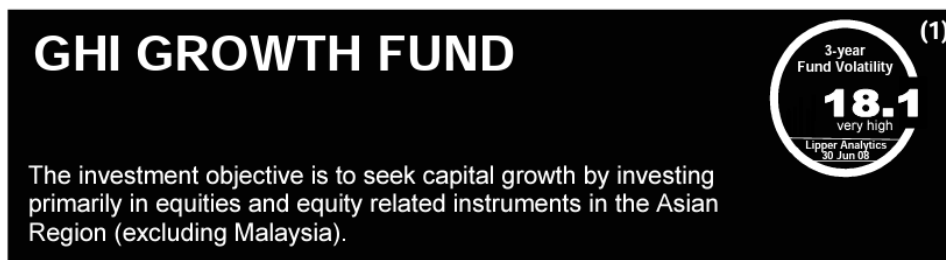 GHI GROWTH FUND
(1)
3-year
Fund Volatility
18.1
very high
Lipper Analytics
30 Jun 08
The investment objective is to seek capital growth by investing
primarily in equities and equity related instruments in the Asian
Region (excluding Malaysia).